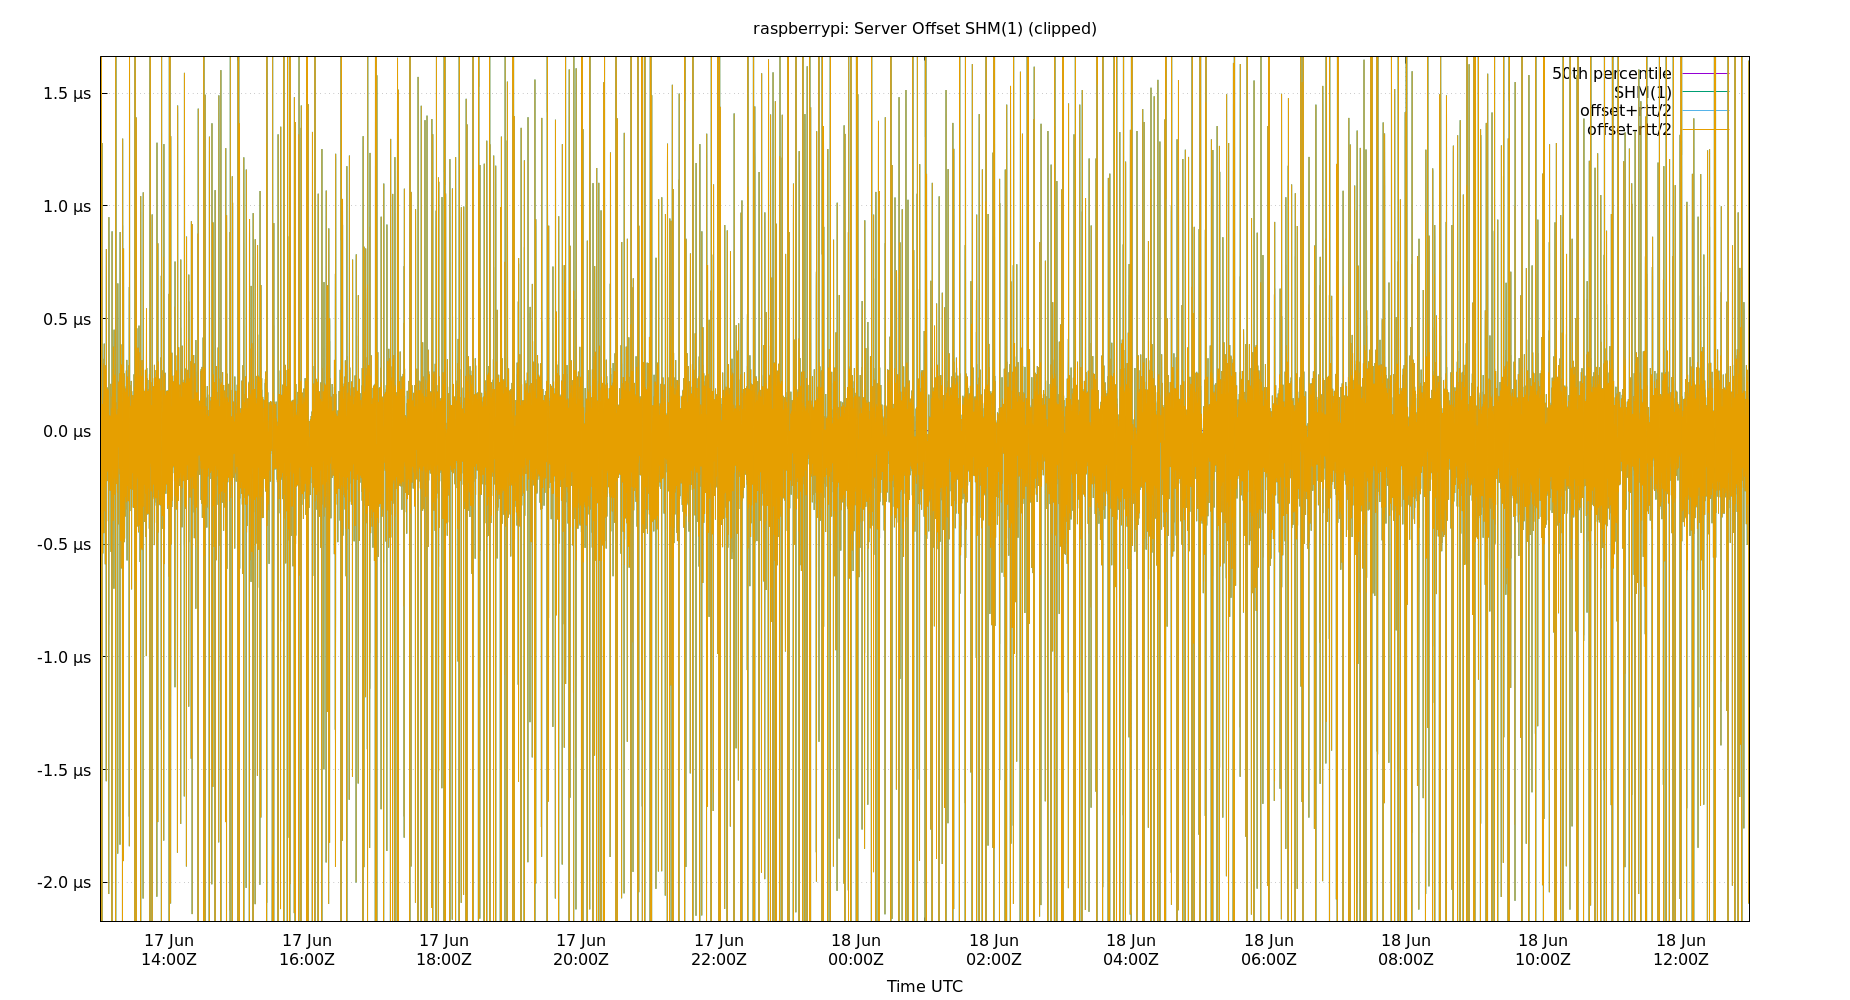 raspberrypi: Server Offset SHM(1) (clipped)
50th percentile
SHM(1)
offset+rtt/2
offset-rtt/2
1.5 µs
1.0 µs
0.5 µs
0.0 µs
-0.5 µs
-1.0 µs
-1.5 µs
-2.0 µs
17 Jun 17 Jun 17 Jun 17 Jun 17 Jun 18 Jun 18 Jun 18 Jun 18 Jun 18 Jun 18 Jun 18 Jun
14:00Z 16:00Z 18:00Z 20:00Z 22:00Z 00:00Z 02:00Z 04:00Z 06:00Z 08:00Z 10:00Z 12:00Z
Time UTC